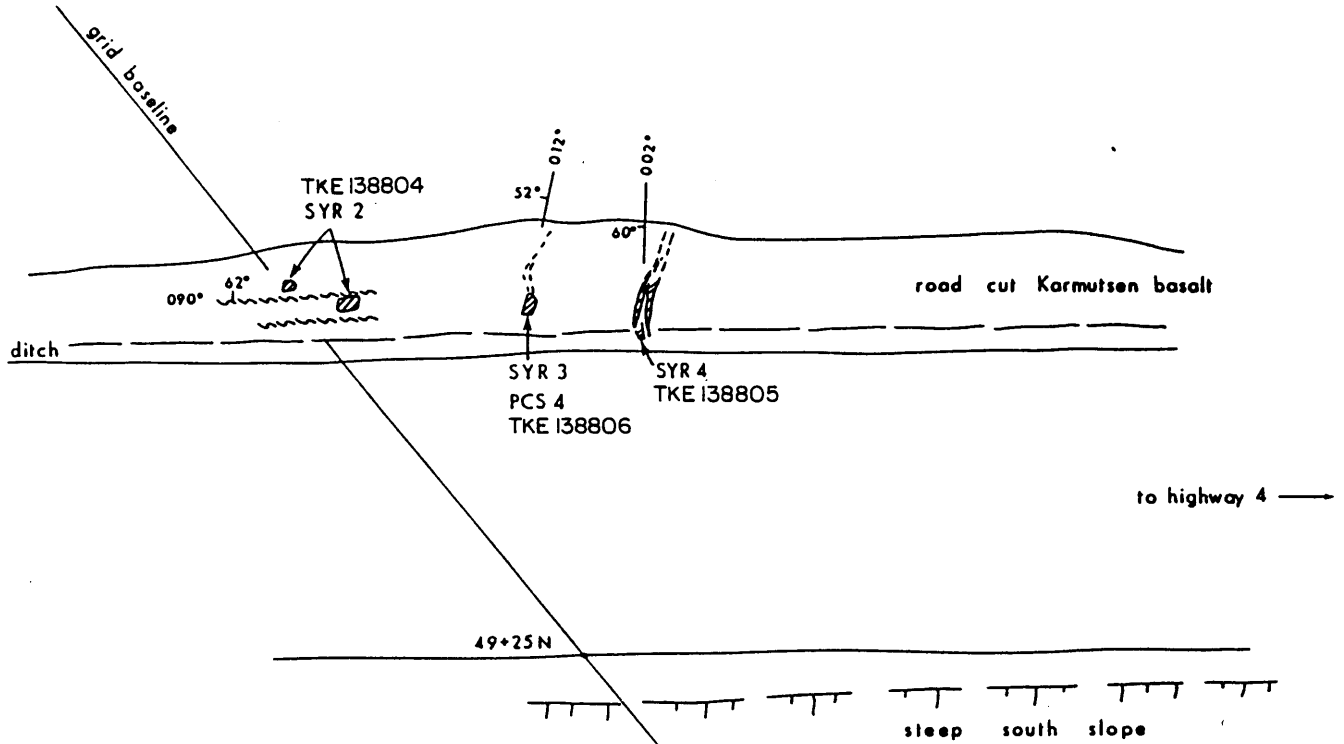 grid baseline
TKE 138804
SYR 2
012°
002°
52°
60°
62°
090°
road cut Karmutsen basalt
ditch
SYR 3
PCS 4
TKE 138806
SYR 4
TKE 138805
to highway 4
49+25N
steep south slope